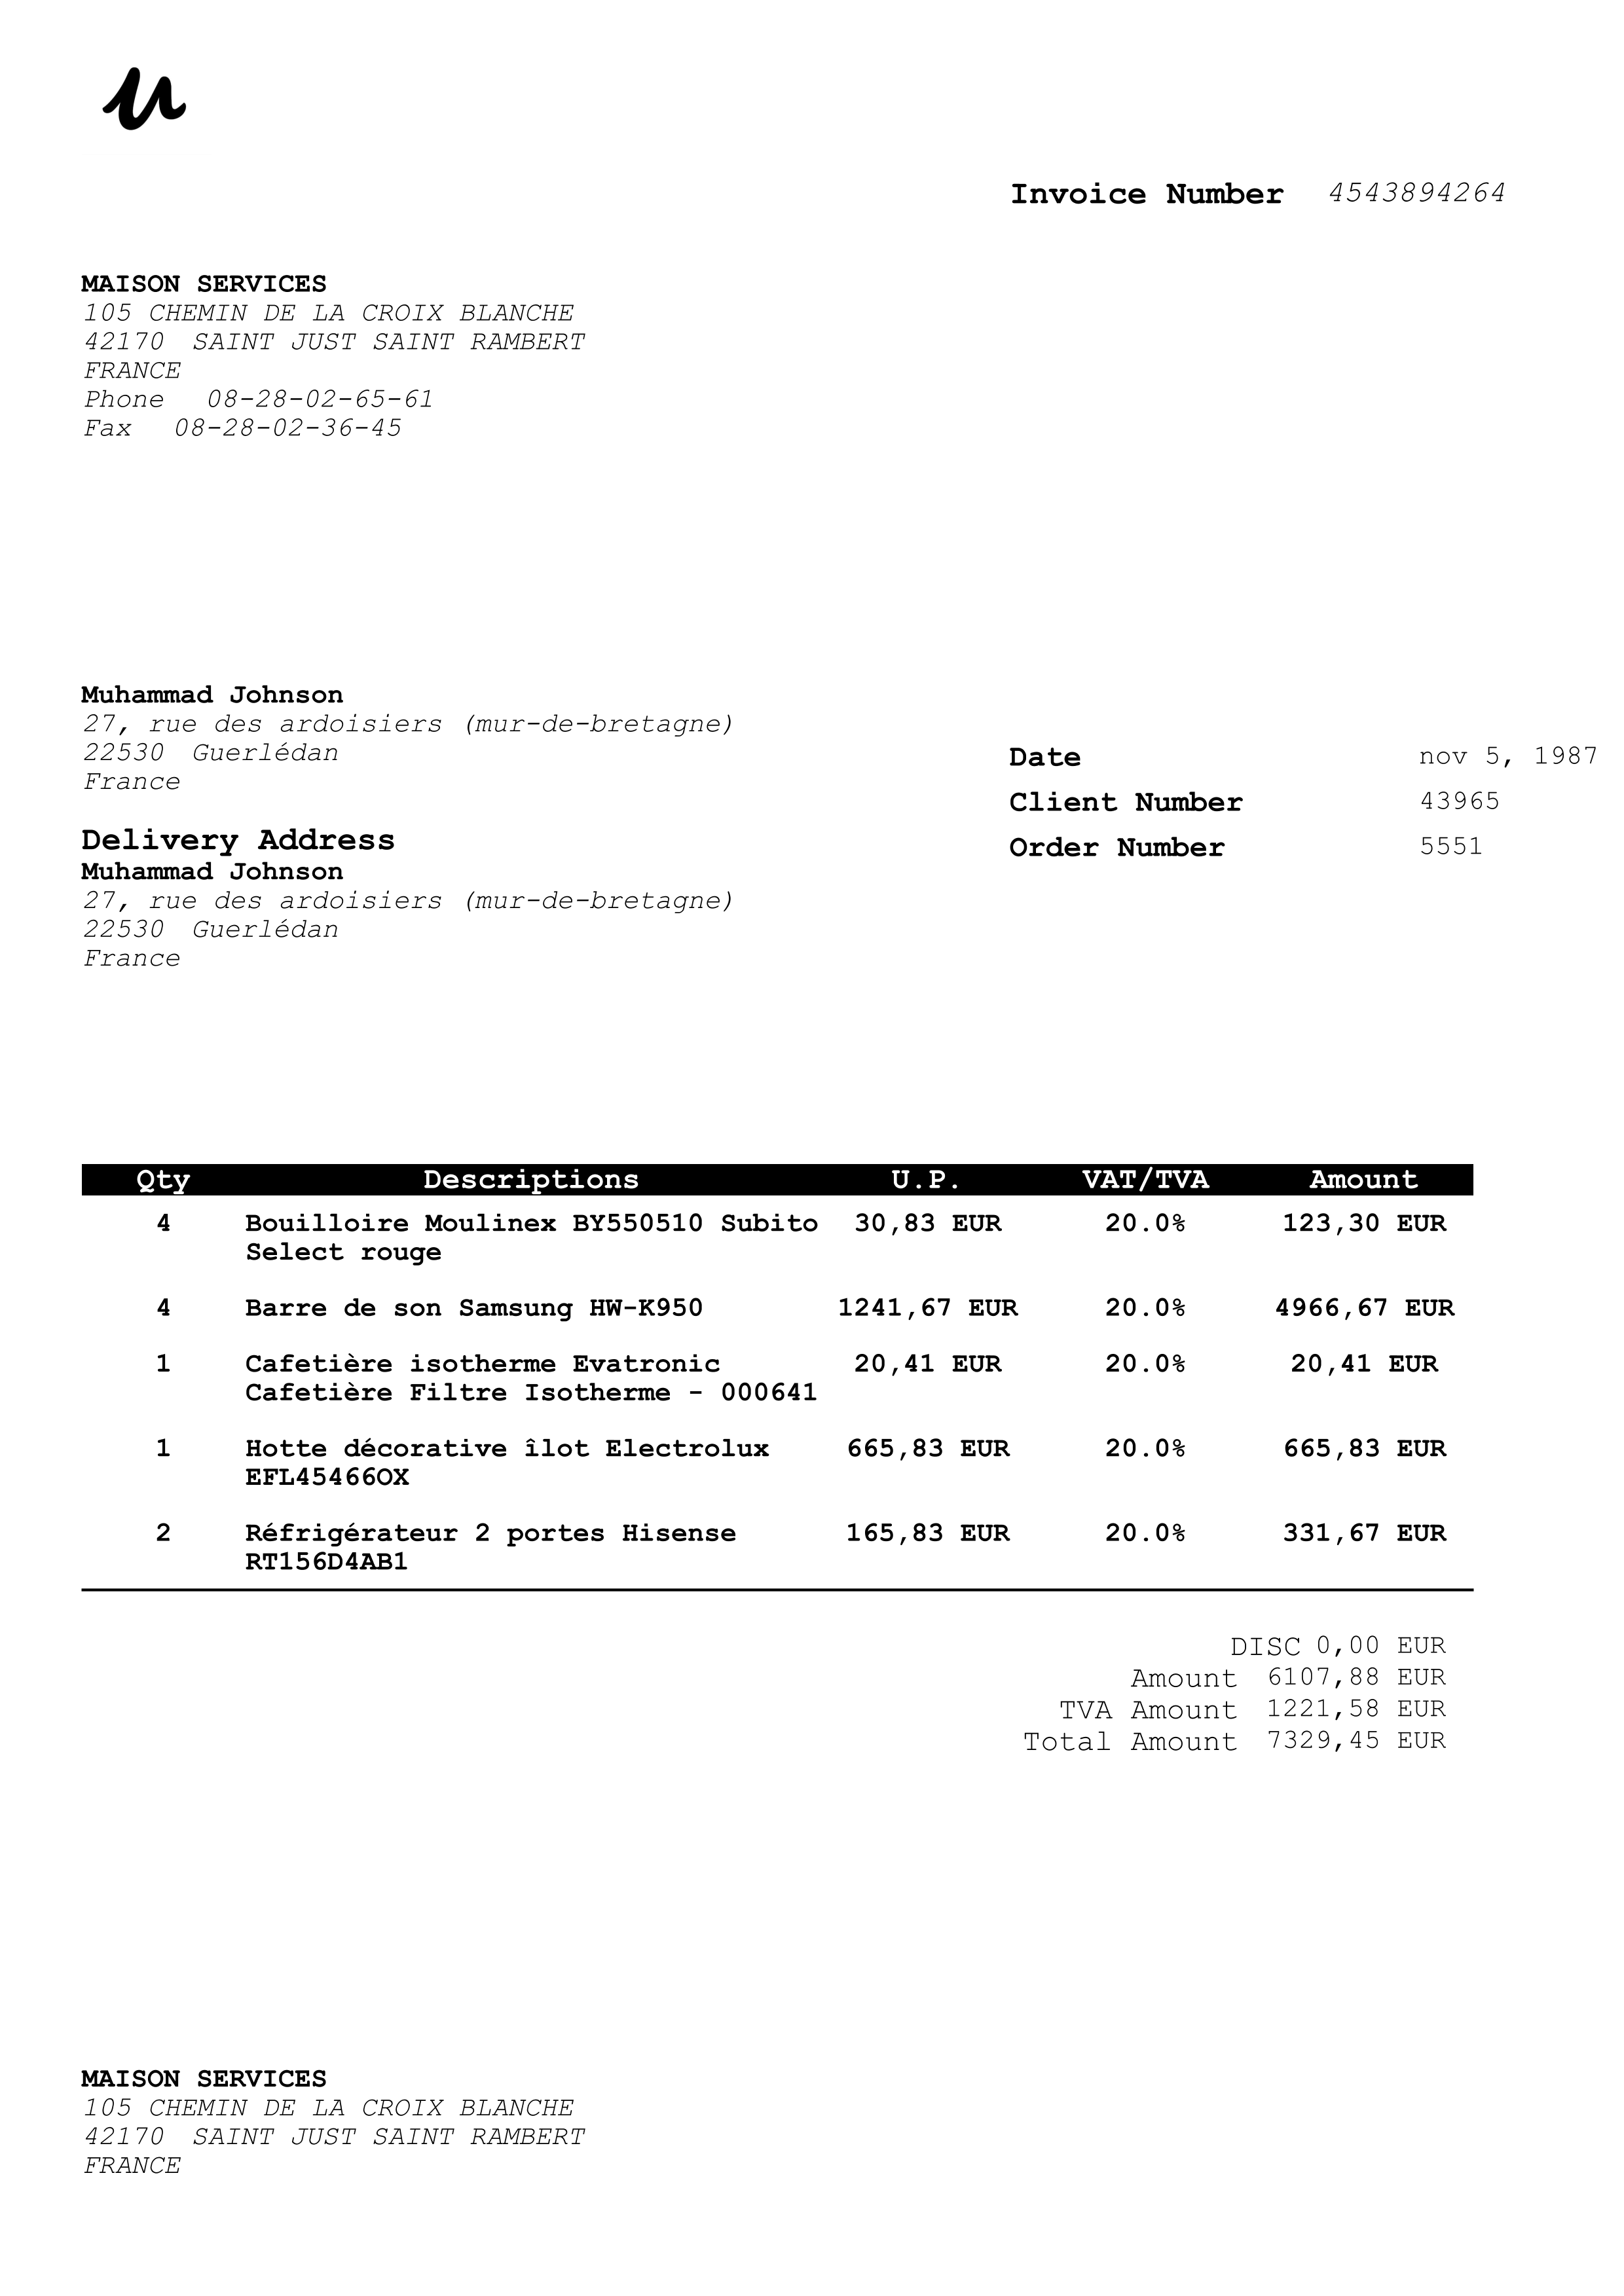 u
Invoice Number 4543894264
MAISON SERVICES
105 CHEMIN DE LA CROIX BLANCHE
42170 SAINT JUST SAINT RAMBERT
FRANCE
Phone 08-28-02-65-61
Fax 08-28-02-36-45
Muhammad Johnson
27, rue des ardoisiers (mur-de-bretagne)
22530 Guerlédan
France
Date nov 5, 1987
Client Number 43965
Order Number 5551
Delivery Address
Muhammad Johnson
27, rue des ardoisiers (mur-de-bretagne)
22530 Guerlédan
France
Qty Descriptions U.P. VAT/TVA Amount
4 Bouilloire Moulinex BY550510 Subito 30,83 EUR 20.0% 123,30 EUR
Select rouge
4 Barre de son Samsung HW-K950 1241,67 EUR 20.0% 4966,67 EUR
1 Cafetière isotherme Evatronic 20,41 EUR 20.0% 20,41 EUR
Cafetière Filtre Isotherme - 000641
1 Hotte décorative îlot Electrolux 665,83 EUR 20.0% 665,83 EUR
EFL45466OX
2 Réfrigérateur 2 portes Hisense 165,83 EUR 20.0% 331,67 EUR
RT156D4AB1
DISC 0,00 EUR
Amount 6107,88 EUR
TVA Amount 1221,58 EUR
Total Amount 7329,45 EUR
MAISON SERVICES
105 CHEMIN DE LA CROIX BLANCHE
42170 SAINT JUST SAINT RAMBERT
FRANCE